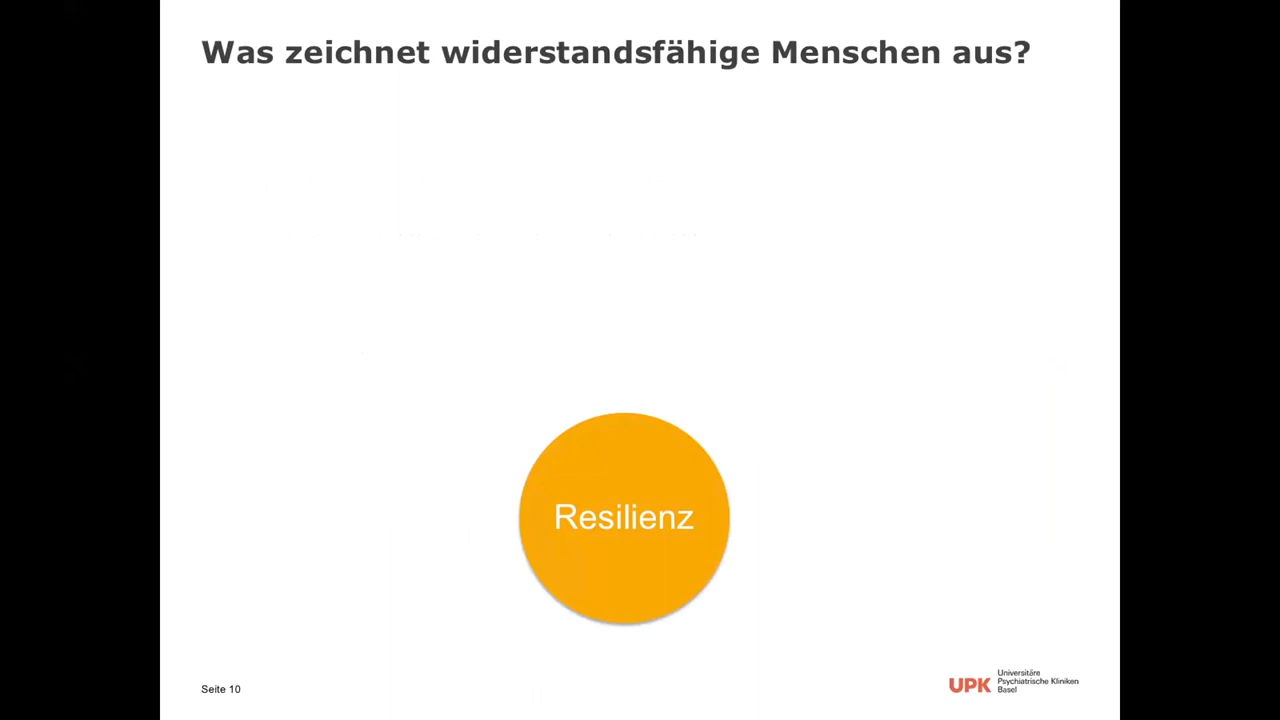 Was zeichnet widerstandsfähige Menschen aus?
Resilienz
Seite 10
UPK
Universitäre
Psychiatrische Kliniken
Basel